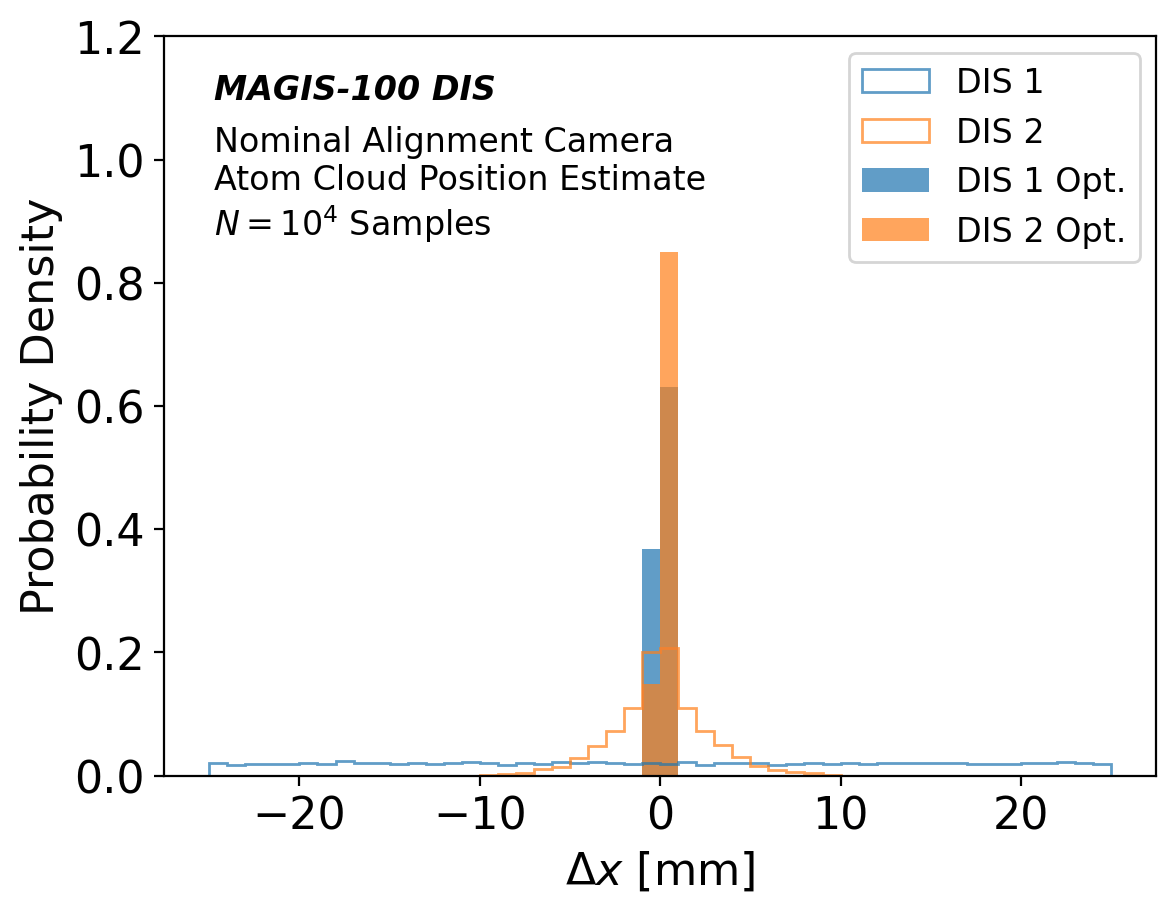 MAGIS-100 DIS
Nominal Alignment Camera
Atom Cloud Position Estimate
N = 10⁴ Samples
DIS 1
DIS 2
DIS 1 Opt.
DIS 2 Opt.
Probability Density
1.2
1.0
0.8
0.6
0.4
0.2
0.0
−20 −10 0 10 20
Δx [mm]